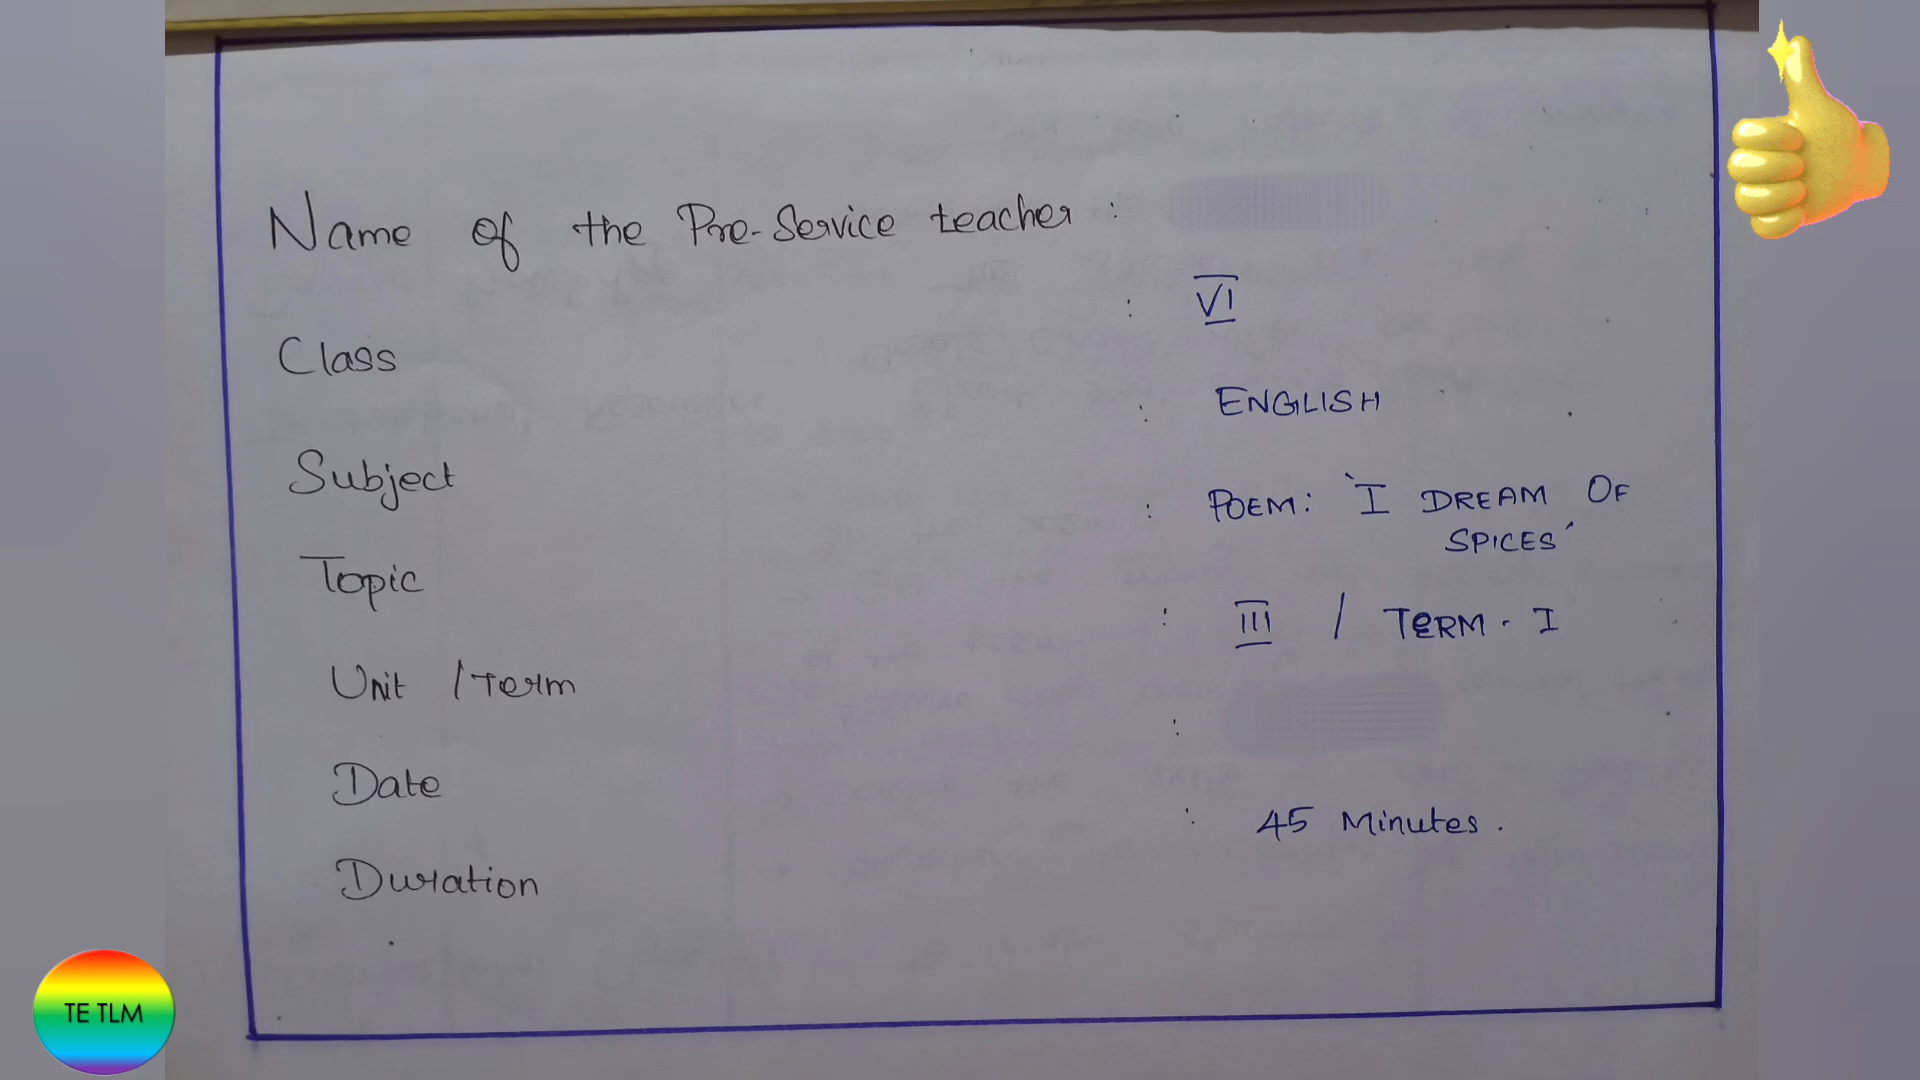 Name of the Pre-Service teacher :
Class : VI
Subject : ENGLISH
Topic : POEM: 'I DREAM OF
SPICES'
Unit / Term : III / TERM - I
Date :
Duration : 45 Minutes.
TE TLM